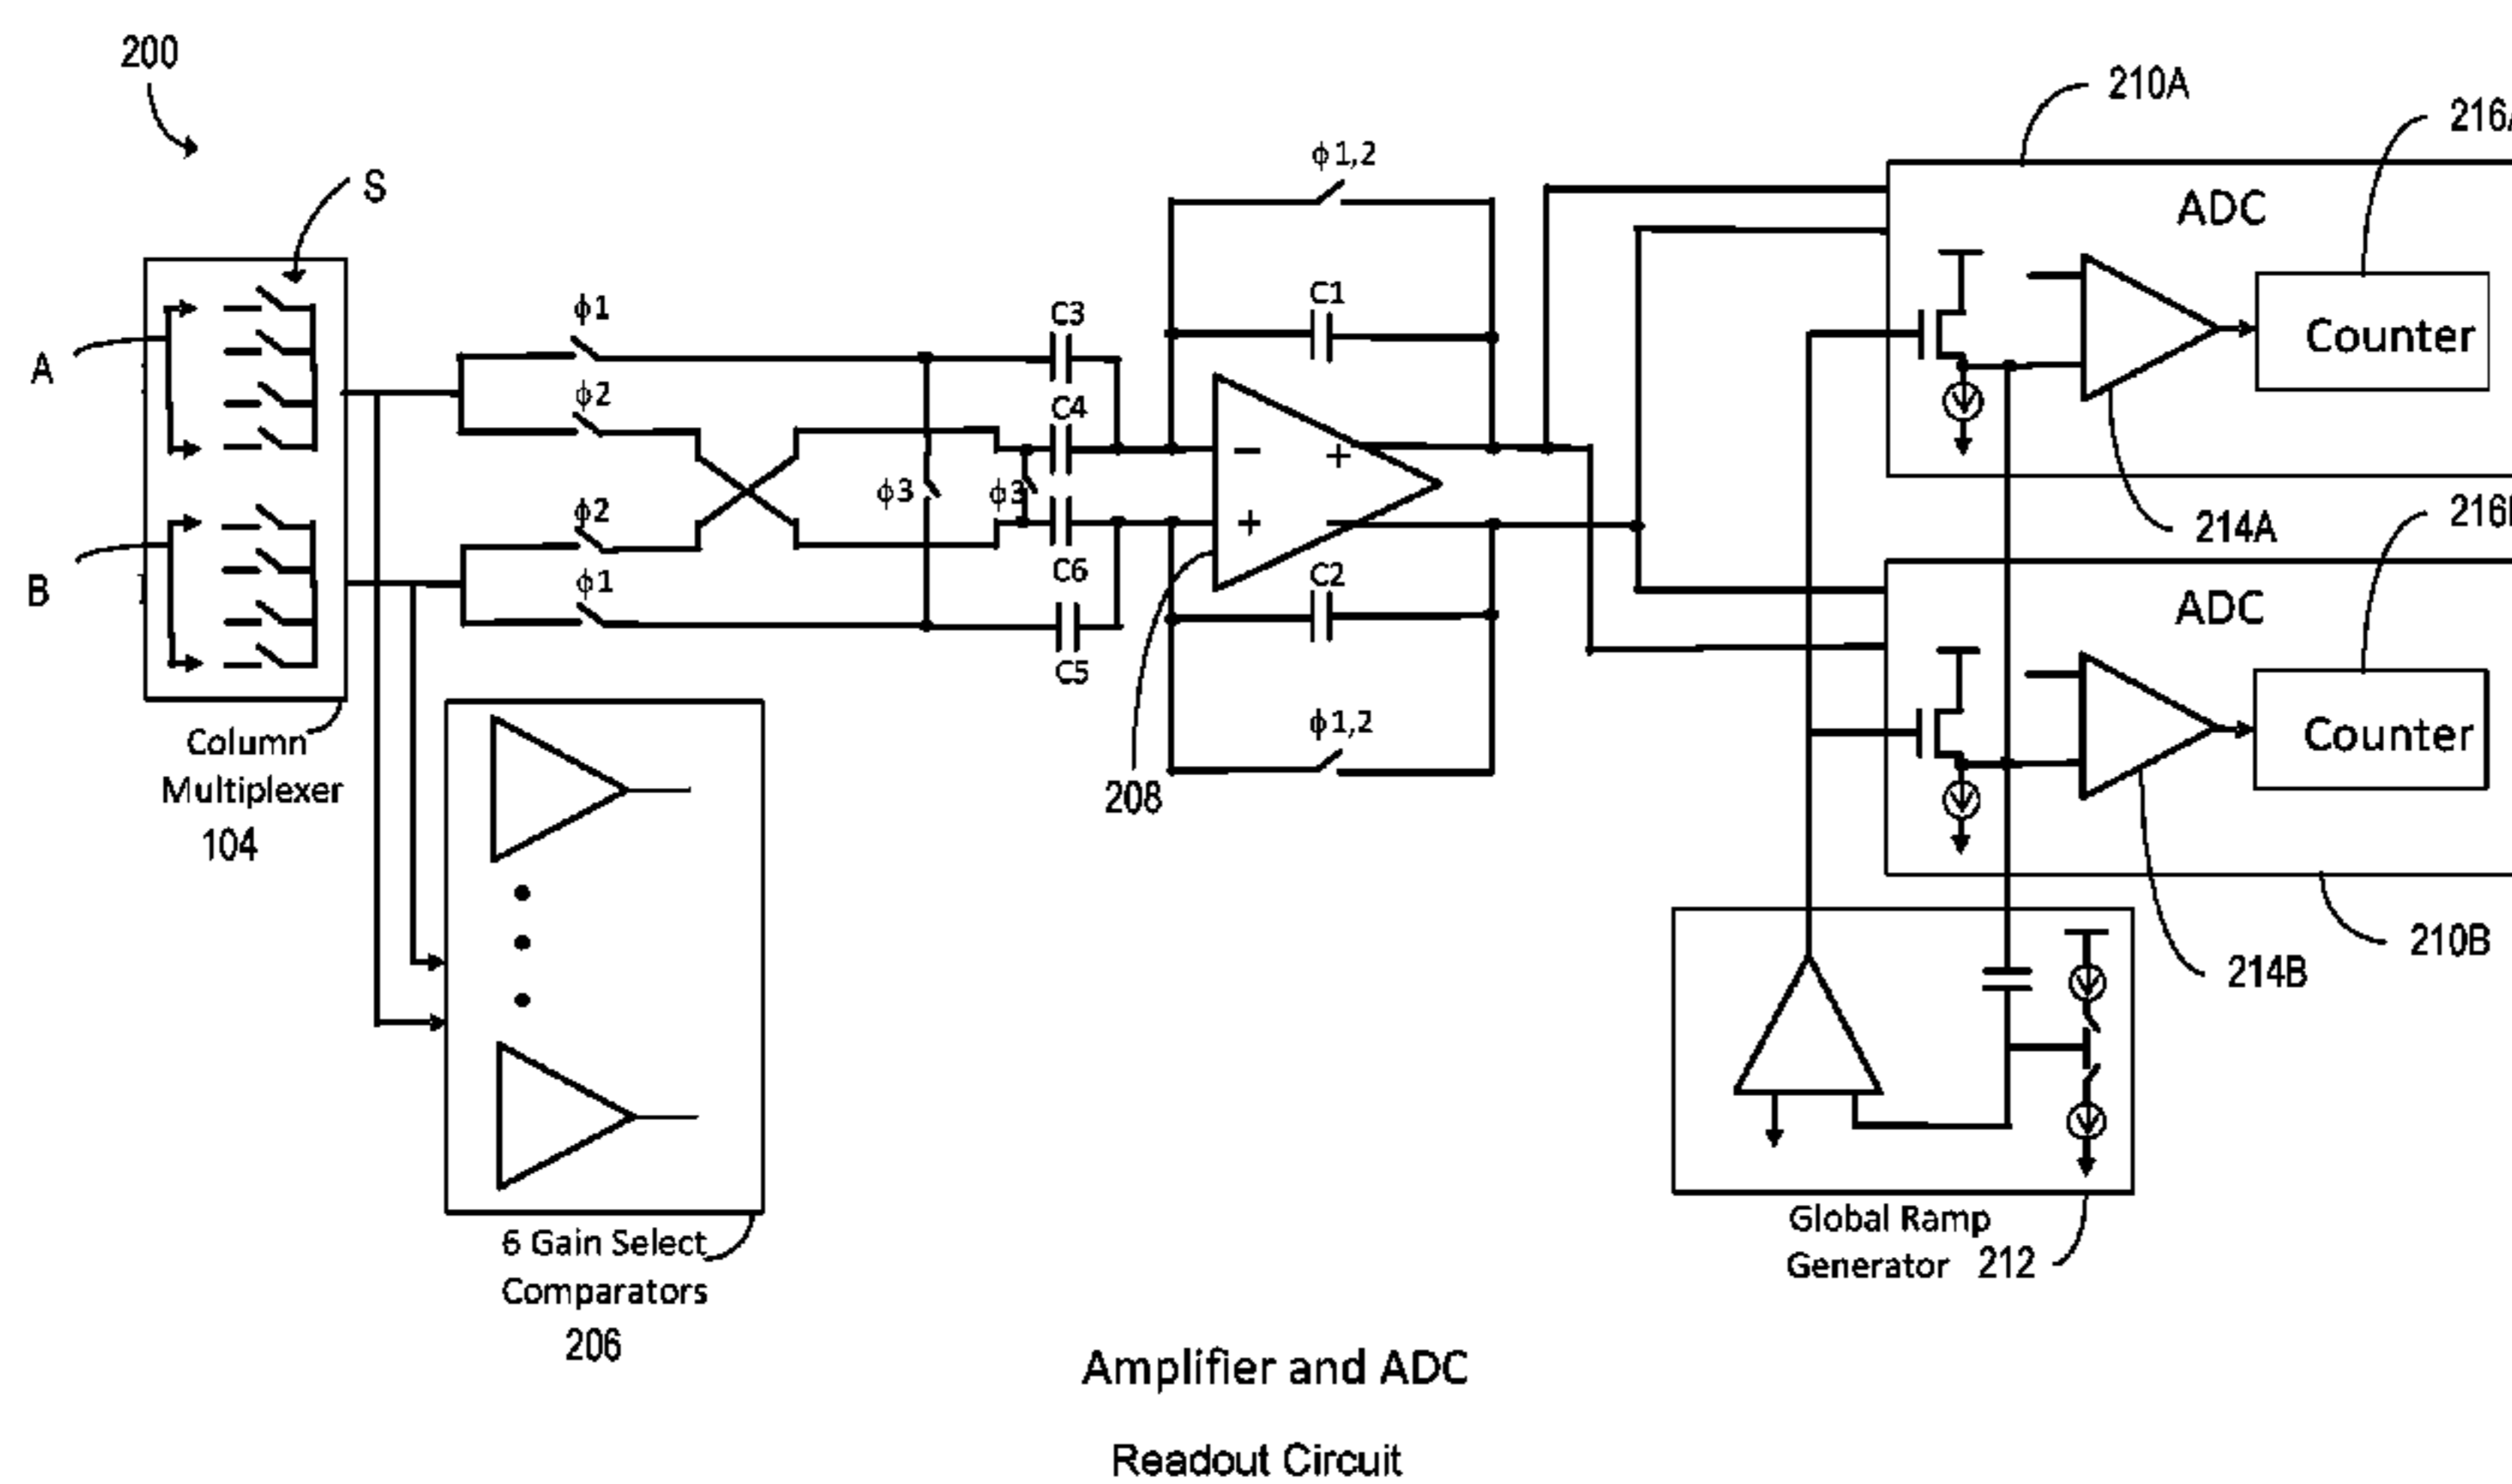 200
210A
216A
ϕ1,2
S
ADC
ϕ1
C3
C1
Counter
A
ϕ2
C4
−
+
ϕ3
ϕ3
216
ϕ2
+
−
214A
B
ϕ1
C6
C2
ADC
C5
ϕ1,2
Column
Multiplexer
104
208
Counter
210B
214B
6 Gain Select
Comparators
206
Global Ramp
Generator 212
Amplifier and ADC
Readout Circuit